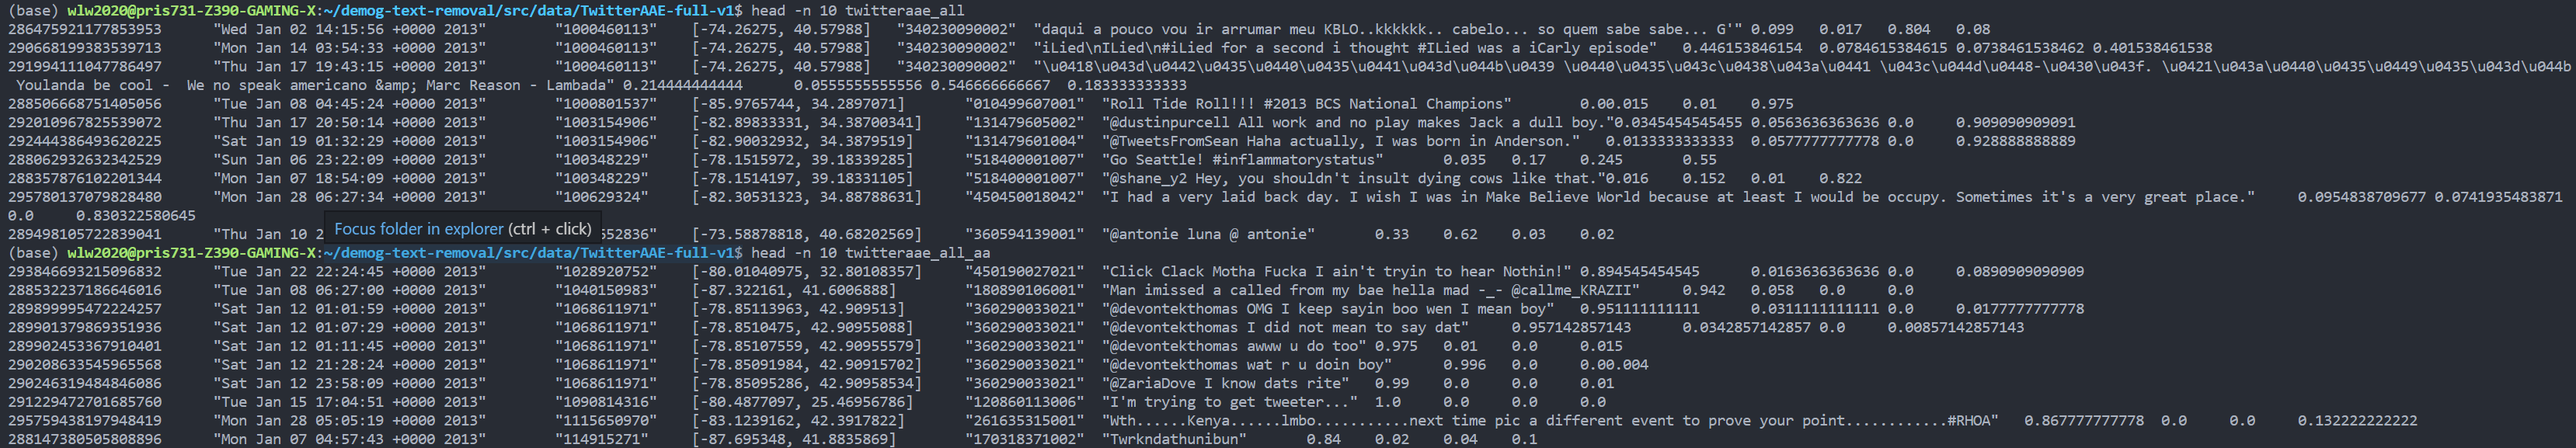 (base) wlw2020@pris731-Z390-GAMING-X:~/demog-text-removal/src/data/TwitterAAE-full-v1$ head -n 10 twitteraae_all
286475921177853953 "Wed Jan 02 14:15:56 +0000 2013" "1000460113" [-74.26275, 40.57988] "340230090002" "daqui a pouco vou ir arrumar meu KBLO..kkkkkk.. cabelo... so quem sabe sabe... G'" 0.099 0.017 0.804 0.08
290668199383539713 "Mon Jan 14 03:54:33 +0000 2013" "1000460113" [-74.26275, 40.57988] "340230090002" "iLied\nILied\n#iLied for a second i thought #ILied was a iCarly episode" 0.446153846154 0.0784615384615 0.0738461538462 0.401538461538
291994111047786497 "Thu Jan 17 19:43:15 +0000 2013" "1000460113" [-74.26275, 40.57988] "340230090002" "\u0418\u043d\u0442\u0435\u0440\u0435\u0441\u043d\u044b\u0439 \u0440\u0435\u043c\u0438\u043a\u0441 \u043c\u044d\u0448-\u0430\u043f. \u0421\u043a\u0440\u0435\u0449\u0435\u043d\u044b
Youlanda be cool - We no speak americano &amp; Marc Reason - Lambada" 0.214444444444 0.0555555555556 0.546666666667 0.183333333333
288506668751405056 "Tue Jan 08 04:45:24 +0000 2013" "1000801537" [-85.9765744, 34.2897071] "010499607001" "Roll Tide Roll!!! #2013 BCS National Champions" 0.00.015 0.01 0.975
292010967825539072 "Thu Jan 17 20:50:14 +0000 2013" "1003154906" [-82.89833331, 34.38700341] "131479605002" "@dustinpurcell All work and no play makes Jack a dull boy."0.0345454545455 0.0563636363636 0.0 0.909090909091
292444386493620225 "Sat Jan 19 01:32:29 +0000 2013" "1003154906" [-82.90032932, 34.3879519] "131479601004" "@TweetsFromSean Haha actually, I was born in Anderson." 0.0133333333333 0.0577777777778 0.0 0.928888888889
288062932632342529 "Sun Jan 06 23:22:09 +0000 2013" "100348229" [-78.1515972, 39.18339285] "518400001007" "Go Seattle! #inflammatorystatus" 0.035 0.17 0.245 0.55
288357876102201344 "Mon Jan 07 18:54:09 +0000 2013" "100348229" [-78.1514197, 39.18331105] "518400001007" "@shane_y2 Hey, you shouldn't insult dying cows like that."0.016 0.152 0.01 0.822
295780137079828480 "Mon Jan 28 06:27:34 +0000 2013" "100629324" [-82.30531323, 34.88788631] "450450018042" "I had a very laid back day. I wish I was in Make Believe World because at least I would be occupy. Sometimes it's a very great place." 0.0954838709677 0.0741935483871
0.0 0.830322580645
Focus folder in explorer (ctrl + click)
289498105722839041 "Thu Jan 10 2 552836" [-73.58878818, 40.68202569] "360594139001" "@antonie luna @ antonie" 0.33 0.62 0.03 0.02
(base) wlw2020@pris731-Z390-GAMING-X:~/demog-text-removal/src/data/TwitterAAE-full-v1$ head -n 10 twitteraae_all_aa
293846693215096832 "Tue Jan 22 22:24:45 +0000 2013" "1028920752" [-80.01040975, 32.80108357] "450190027021" "Click Clack Motha Fucka I ain't tryin to hear Nothin!" 0.894545454545 0.0163636363636 0.0 0.0890909090909
288532237186646016 "Tue Jan 08 06:27:00 +0000 2013" "1040150983" [-87.322161, 41.6006888] "180890106001" "Man imissed a called from my bae hella mad -_- @callme_KRAZII" 0.942 0.058 0.0 0.0
289899995472224257 "Sat Jan 12 01:01:59 +0000 2013" "1068611971" [-78.85113963, 42.909513] "360290033021" "@devontekthomas OMG I keep sayin boo wen I mean boy" 0.951111111111 0.0311111111111 0.0 0.0177777777778
289901379869351936 "Sat Jan 12 01:07:29 +0000 2013" "1068611971" [-78.8510475, 42.90955088] "360290033021" "@devontekthomas I did not mean to say dat" 0.957142857143 0.0342857142857 0.0 0.00857142857143
289902453367910401 "Sat Jan 12 01:11:45 +0000 2013" "1068611971" [-78.85107559, 42.90955579] "360290033021" "@devontekthomas awww u do too" 0.975 0.01 0.0 0.015
290208633545965568 "Sat Jan 12 21:28:24 +0000 2013" "1068611971" [-78.85091984, 42.90915702] "360290033021" "@devontekthomas wat r u doin boy" 0.996 0.0 0.00.004
290246319484846086 "Sat Jan 12 23:58:09 +0000 2013" "1068611971" [-78.85095286, 42.90958534] "360290033021" "@ZariaDove I know dats rite" 0.99 0.0 0.0 0.01
291229472701685760 "Tue Jan 15 17:04:51 +0000 2013" "1090814316" [-80.4877097, 25.46956786] "120860113006" "I'm trying to get tweeter..." 1.0 0.0 0.0 0.0
295759438197948419 "Mon Jan 28 05:05:19 +0000 2013" "1115650970" [-83.1239162, 42.3917822] "261635315001" "Wth......Kenya......lmbo...........next time pic a different event to prove your point............#RHOA" 0.867777777778 0.0 0.0 0.132222222222
288147380505808896 "Mon Jan 07 04:57:43 +0000 2013" "114915271" [-87.695348, 41.8835869] "170318371002" "Twrkndathunibun" 0.84 0.02 0.04 0.1